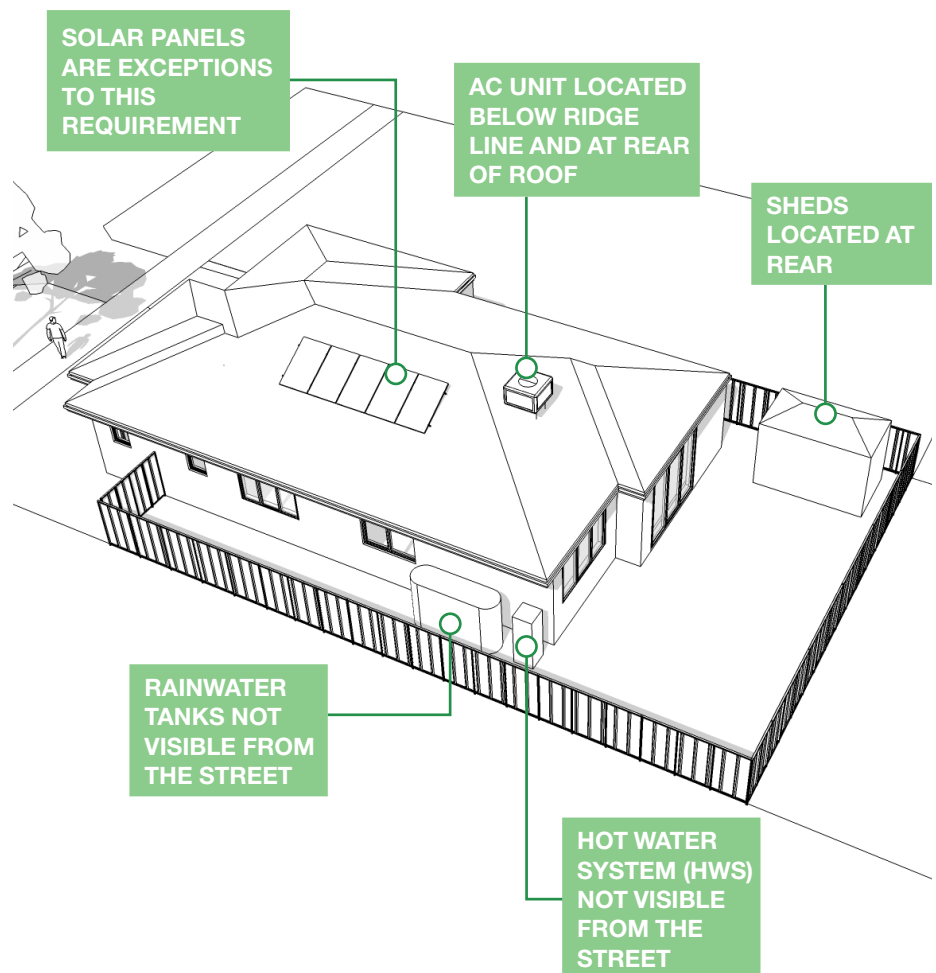 SOLAR PANELS
ARE EXCEPTIONS
TO THIS
REQUIREMENT
AC UNIT LOCATED
BELOW RIDGE
LINE AND AT REAR
OF ROOF
SHEDS
LOCATED AT
REAR
RAINWATER
TANKS NOT
VISIBLE FROM
THE STREET
HOT WATER
SYSTEM (HWS)
NOT VISIBLE
FROM THE
STREET